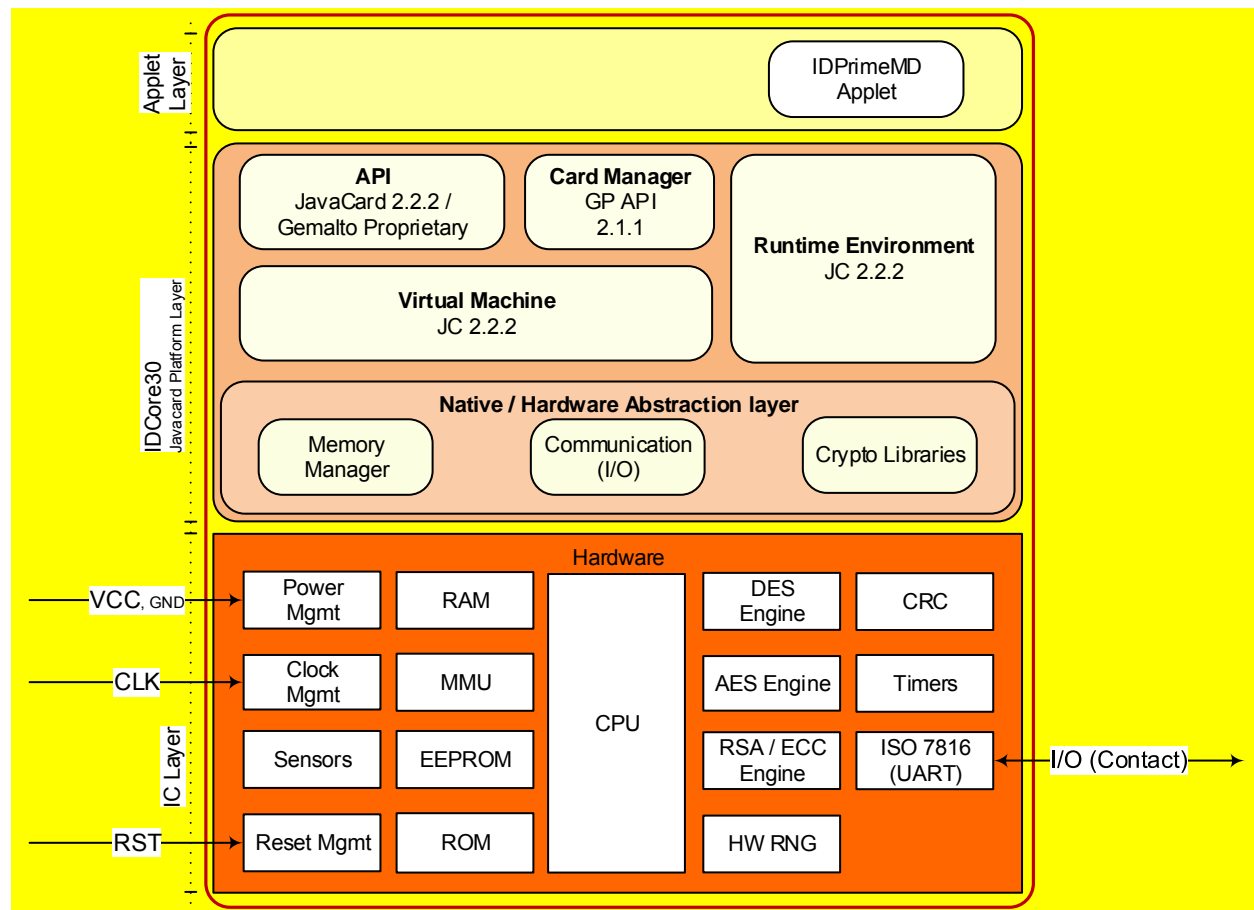 Applet
Layer
IDPrimeMD
Applet
IDCore30
Javacard Platform Layer
API
JavaCard 2.2.2 /
Gemalto Proprietary
Card Manager
GP API
2.1.1
Runtime Environment
JC 2.2.2
Virtual Machine
JC 2.2.2
Native / Hardware Abstraction layer
Memory
Manager
Communication
(I/O)
Crypto Libraries
IC Layer
Hardware
VCC, GND
Power
Mgmt
RAM
CPU
DES
Engine
CRC
CLK
Clock
Mgmt
MMU
AES Engine
Timers
Sensors
EEPROM
RSA / ECC
Engine
ISO 7816
(UART)
I/O (Contact)
RST
Reset Mgmt
ROM
HW RNG